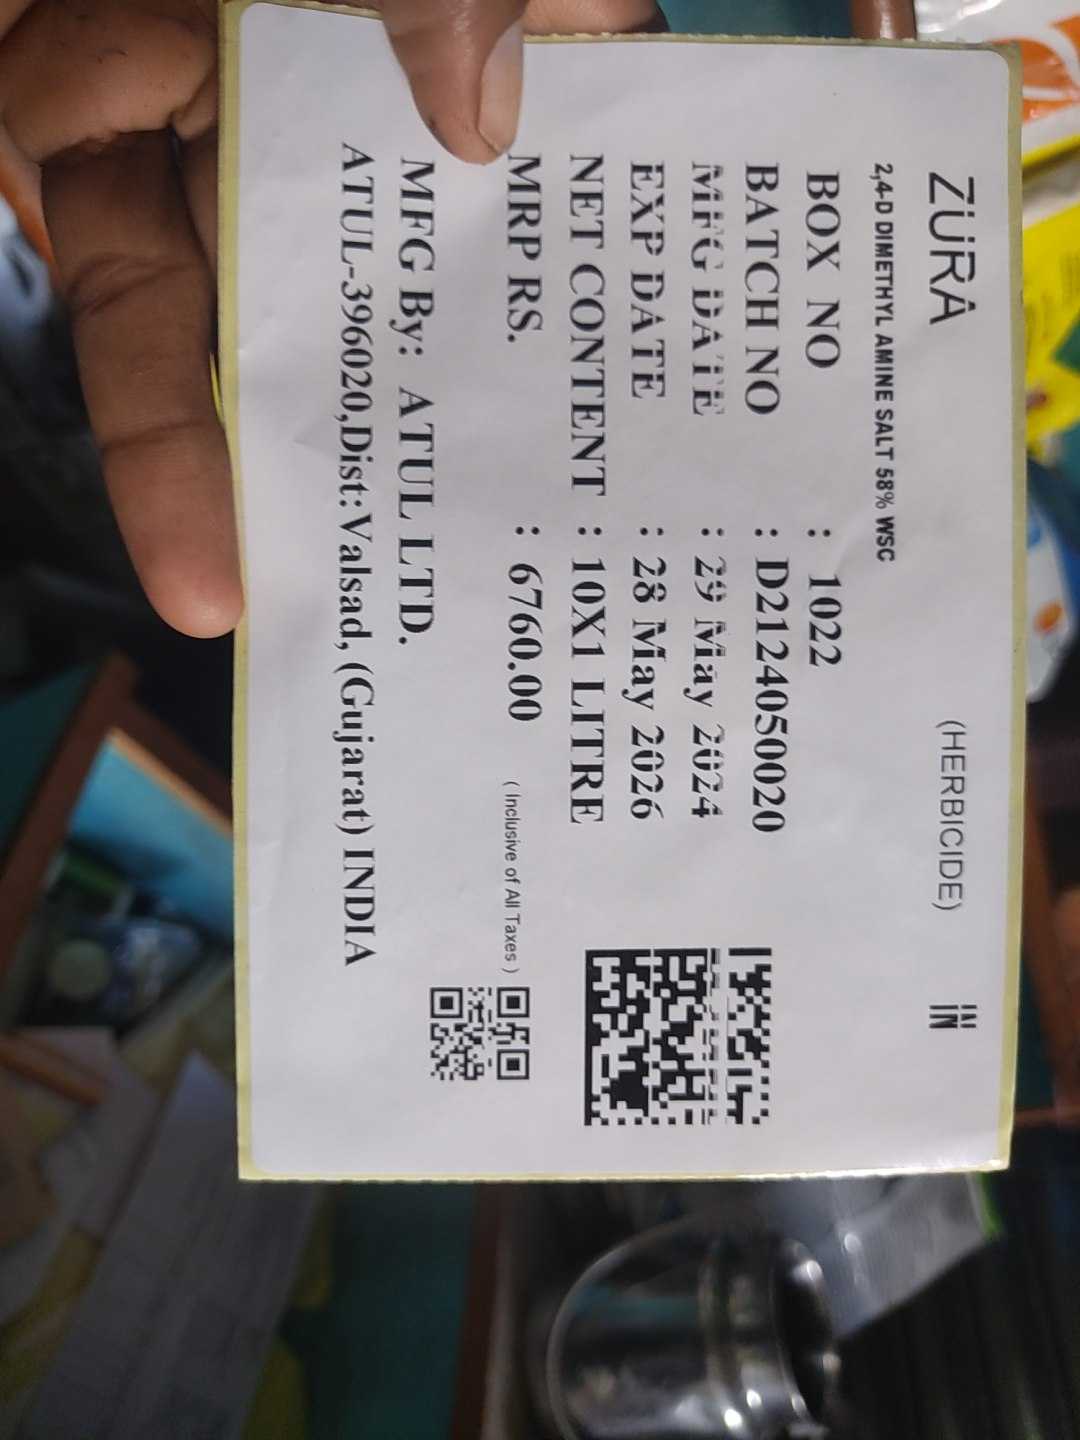 ZURA (HERBICIDE) IN
2,4-D DIMETHYL AMINE SALT 58% WSC
BOX NO : 1022
BATCH NO : D2124050020
MFG DATE : 29 May 2024
EXP DATE : 28 May 2026
NET CONTENT : 10X1 LITRE
MRP RS. : 6760.00 ( Inclusive of All Taxes )
MFG By: ATUL LTD.
ATUL-396020,Dist:Valsad, (Gujarat) INDIA